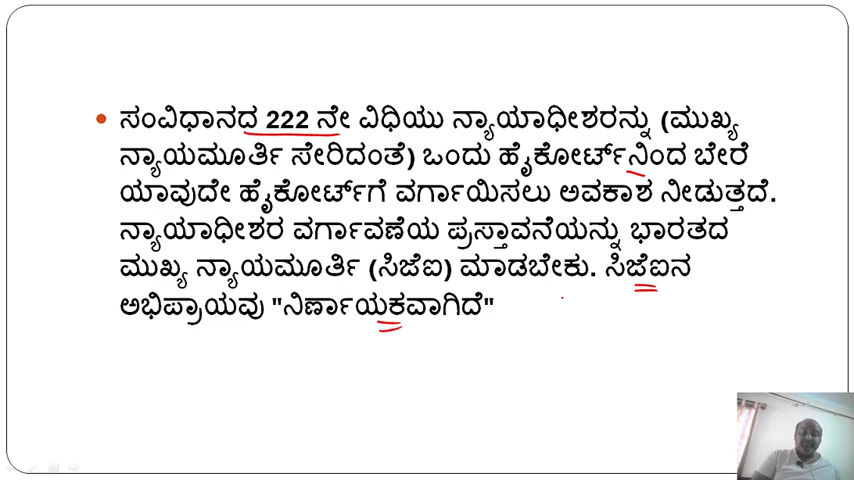 ಸಂವಿಧಾನದ 222 ನೇ ವಿಧಿಯು ನ್ಯಾಯಾಧೀಶರನ್ನು (ಮುಖ್ಯ
ನ್ಯಾಯಮೂರ್ತಿ ಸೇರಿದಂತೆ) ಒಂದು ಹೈಕೋರ್ಟ್‌ನಿಂದ ಬೇರೆ
ಯಾವುದೇ ಹೈಕೋರ್ಟ್‌ಗೆ ವರ್ಗಾಯಿಸಲು ಅವಕಾಶ ನೀಡುತ್ತದೆ.
ನ್ಯಾಯಾಧೀಶರ ವರ್ಗಾವಣೆಯ ಪ್ರಸ್ತಾವನೆಯನ್ನು ಭಾರತದ
ಮುಖ್ಯ ನ್ಯಾಯಮೂರ್ತಿ (ಸಿಜೆಐ) ಮಾಡಬೇಕು. ಸಿಜೆಐನ
ಅಭಿಪ್ರಾಯವು "ನಿರ್ಣಾಯಕವಾಗಿದೆ"